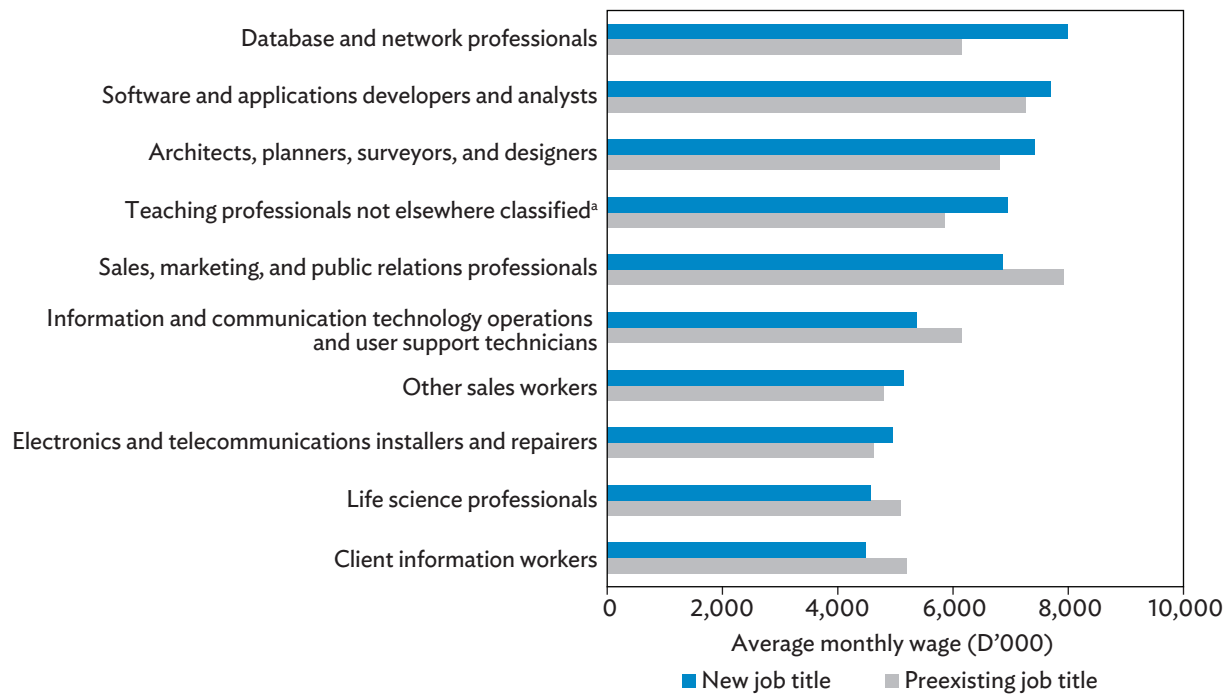 Database and network professionals
Software and applications developers and analysts
Architects, planners, surveyors, and designers
Teaching professionals not elsewhere classifiedᵃ
Sales, marketing, and public relations professionals
Information and communication technology operations
and user support technicians
Other sales workers
Electronics and telecommunications installers and repairers
Life science professionals
Client information workers
0 2,000 4,000 6,000 8,000 10,000
Average monthly wage (D’000)
New job title Preexisting job title